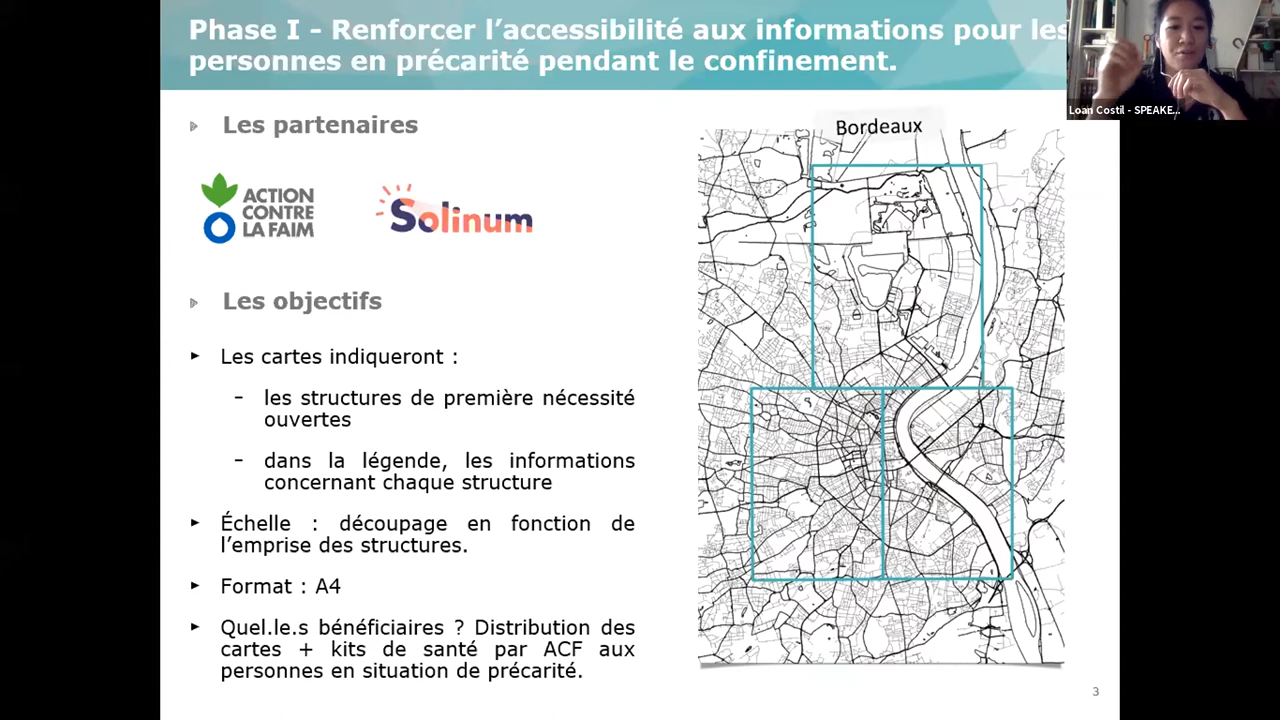 Phase I - Renforcer l'accessibilité aux informations pour les
personnes en précarité pendant le confinement.
Loan Costil - SPEAKE...
Les partenaires
Bordeaux
ACTION
CONTRE
LA FAIM
Solinum
Les objectifs
Les cartes indiqueront :
- les structures de première nécessité
ouvertes
- dans la légende, les informations
concernant chaque structure
Échelle : découpage en fonction de
l'emprise des structures.
Format : A4
Quel.le.s bénéficiaires ? Distribution des
cartes + kits de santé par ACF aux
personnes en situation de précarité.
3